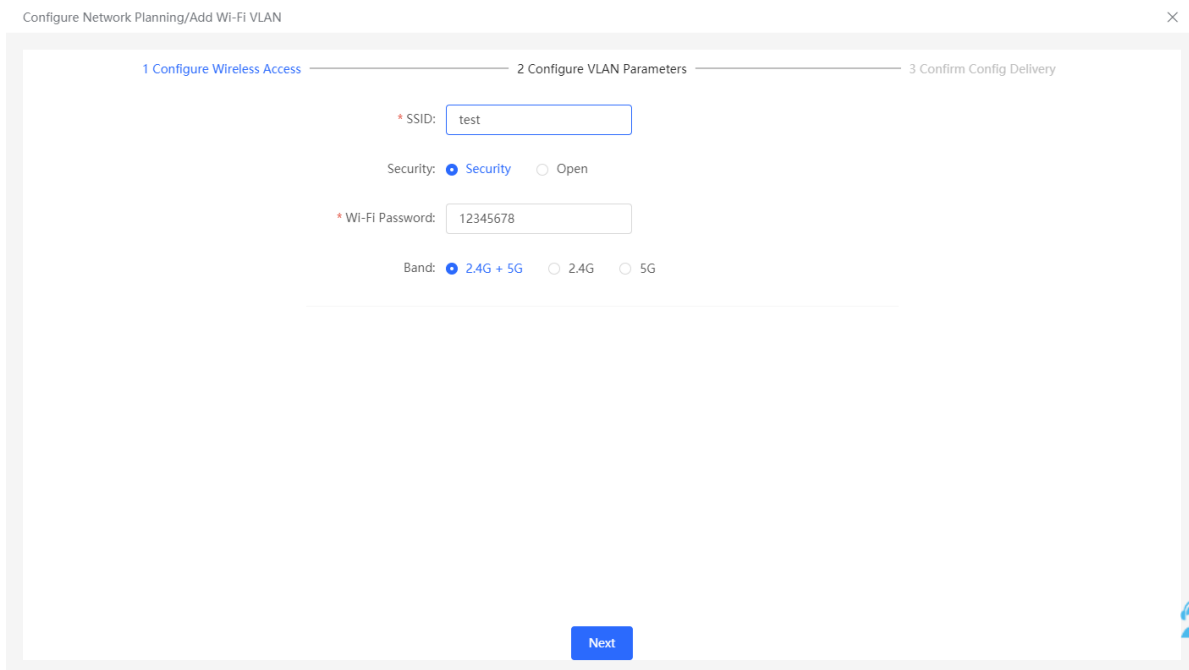 Configure Network Planning/Add Wi-Fi VLAN
1 Configure Wireless Access 2 Configure VLAN Parameters 3 Confirm Config Delivery
* SSID: test
Security: Security Open
* Wi-Fi Password: 12345678
Band: 2.4G + 5G 2.4G 5G
Next